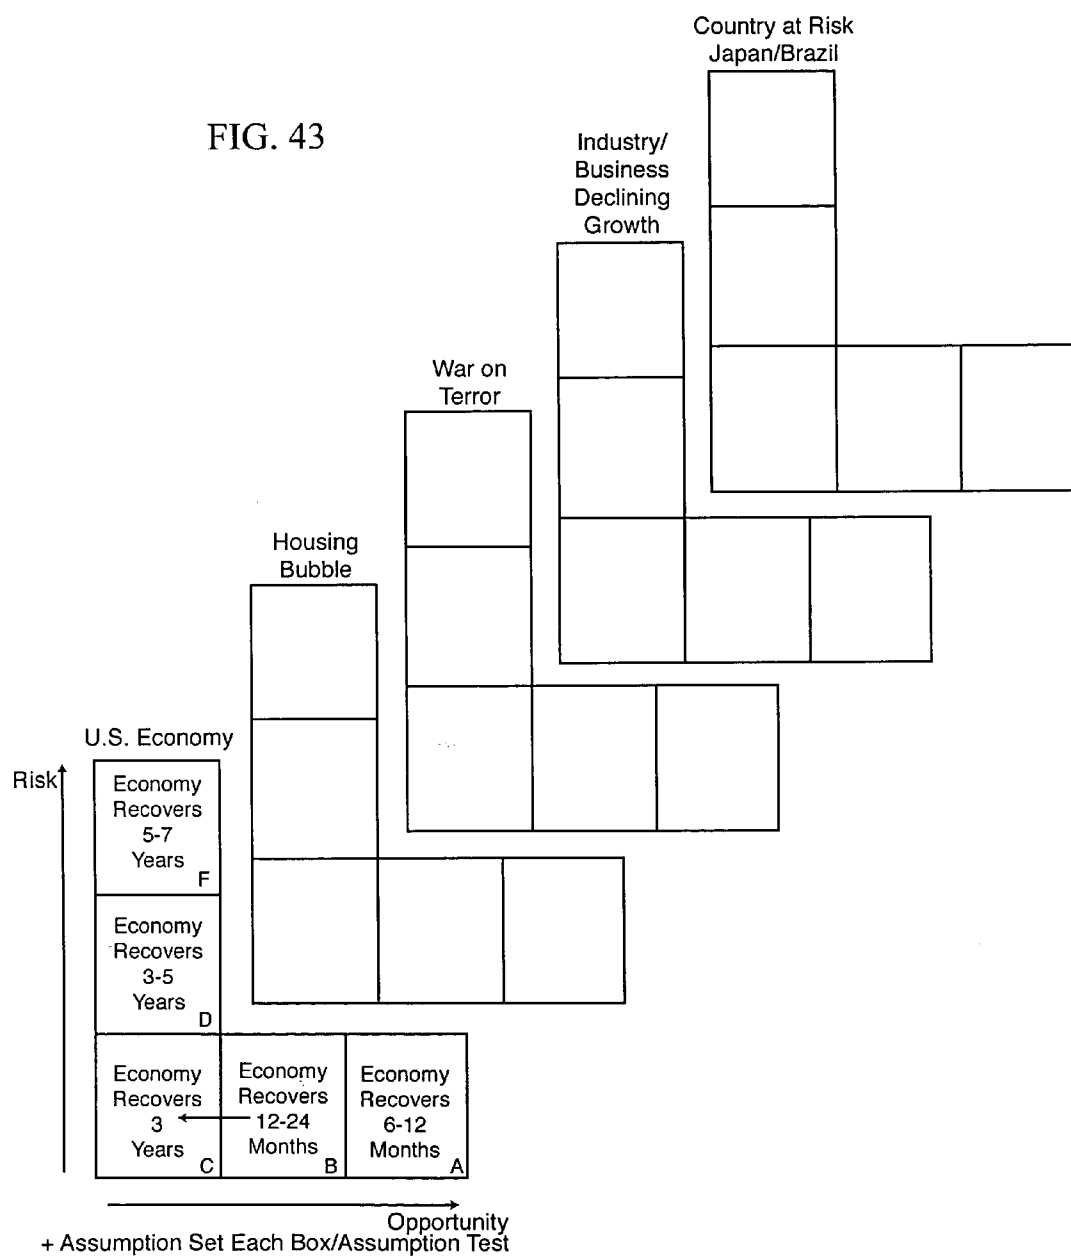 Country at Risk
Japan/Brazil
FIG. 43
Industry/
Business
Declining
Growth
War on
Terror
Housing
Bubble
U.S. Economy
Risk
Economy
Recovers
5-7
Years
F
Economy
Recovers
3-5
Years
D
Economy
Recovers
3
Years
C
Economy
Recovers
12-24
Months
B
Economy
Recovers
6-12
Months
A
Opportunity
+ Assumption Set Each Box/Assumption Test